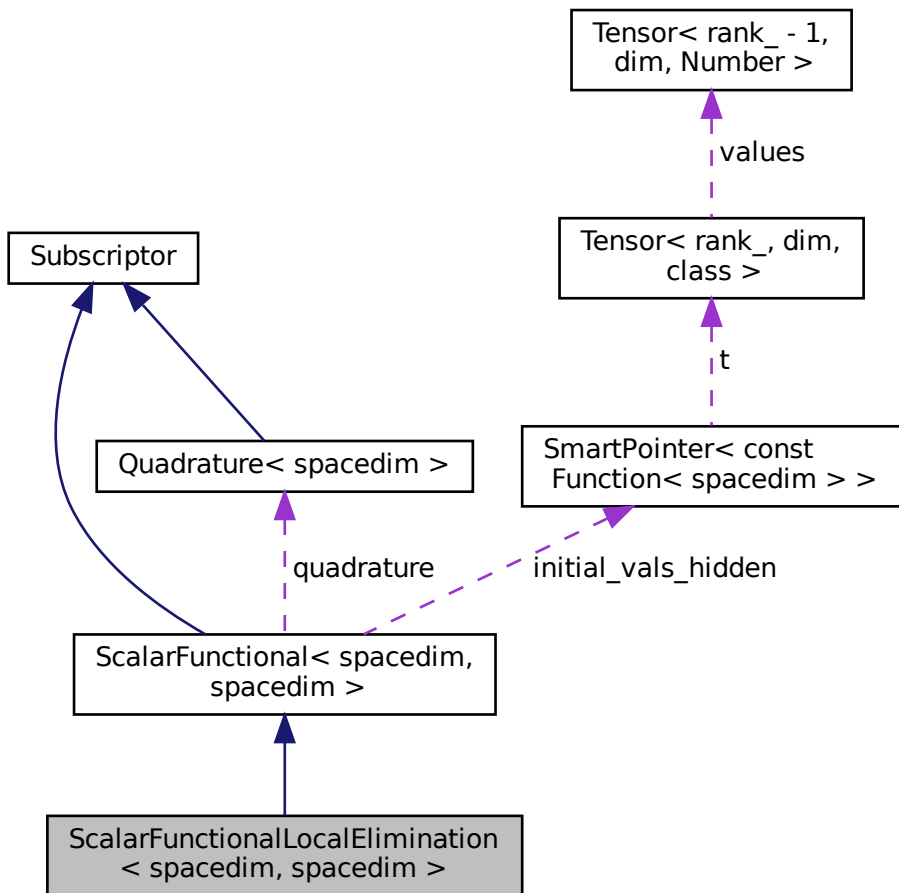 Tensor< rank_ - 1,
dim, Number >
values
Subscriptor
Tensor< rank_, dim,
class >
t
Quadrature< spacedim >
SmartPointer< const
Function< spacedim > >
quadrature
initial_vals_hidden
ScalarFunctional< spacedim,
spacedim >
ScalarFunctionalLocalElimination
< spacedim, spacedim >